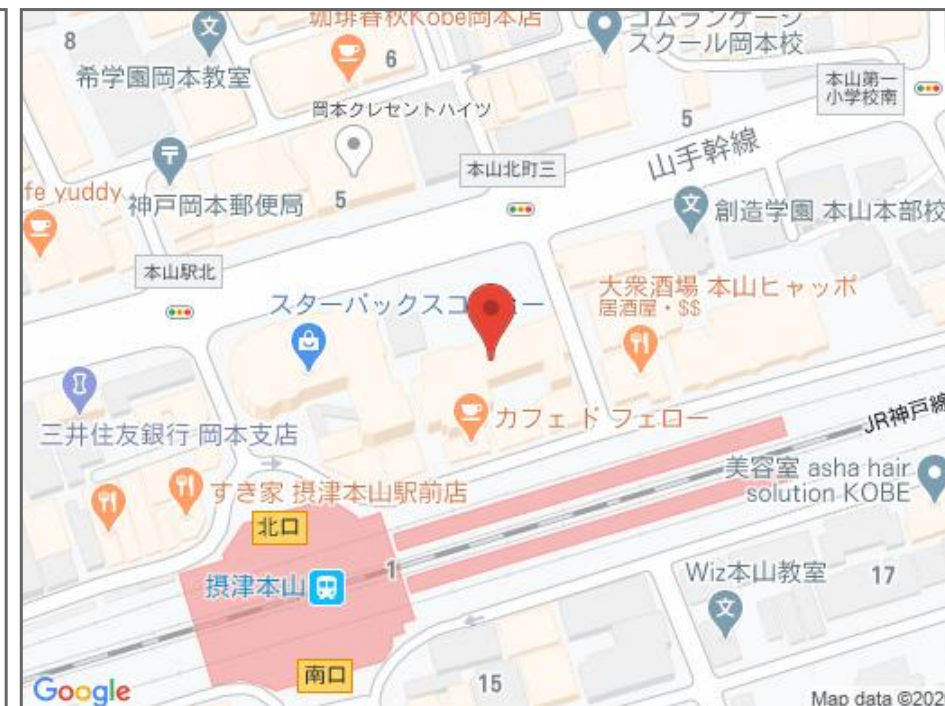 珈琲春秋Kobe岡本店
コムランゲージ
スクール岡本校
8
6
希学園岡本教室
本山第一
小学校南
岡本クレセントハイツ
5
山手幹線
本山北町三
fe yuddy
神戸岡本郵便局
5
創造学園 本山本部校
本山駅北
スターバックスコ
ー
大衆酒場 本山ヒャッポ
居酒屋・$$
カフェ ド フェロー
JR神戸線
三井住友銀行 岡本支店
美容室 asha hair
solution KOBE
すき家 摂津本山駅前店
北口
1
摂津本山
Wiz本山教室
17
南口
15
Google
Map data ©202